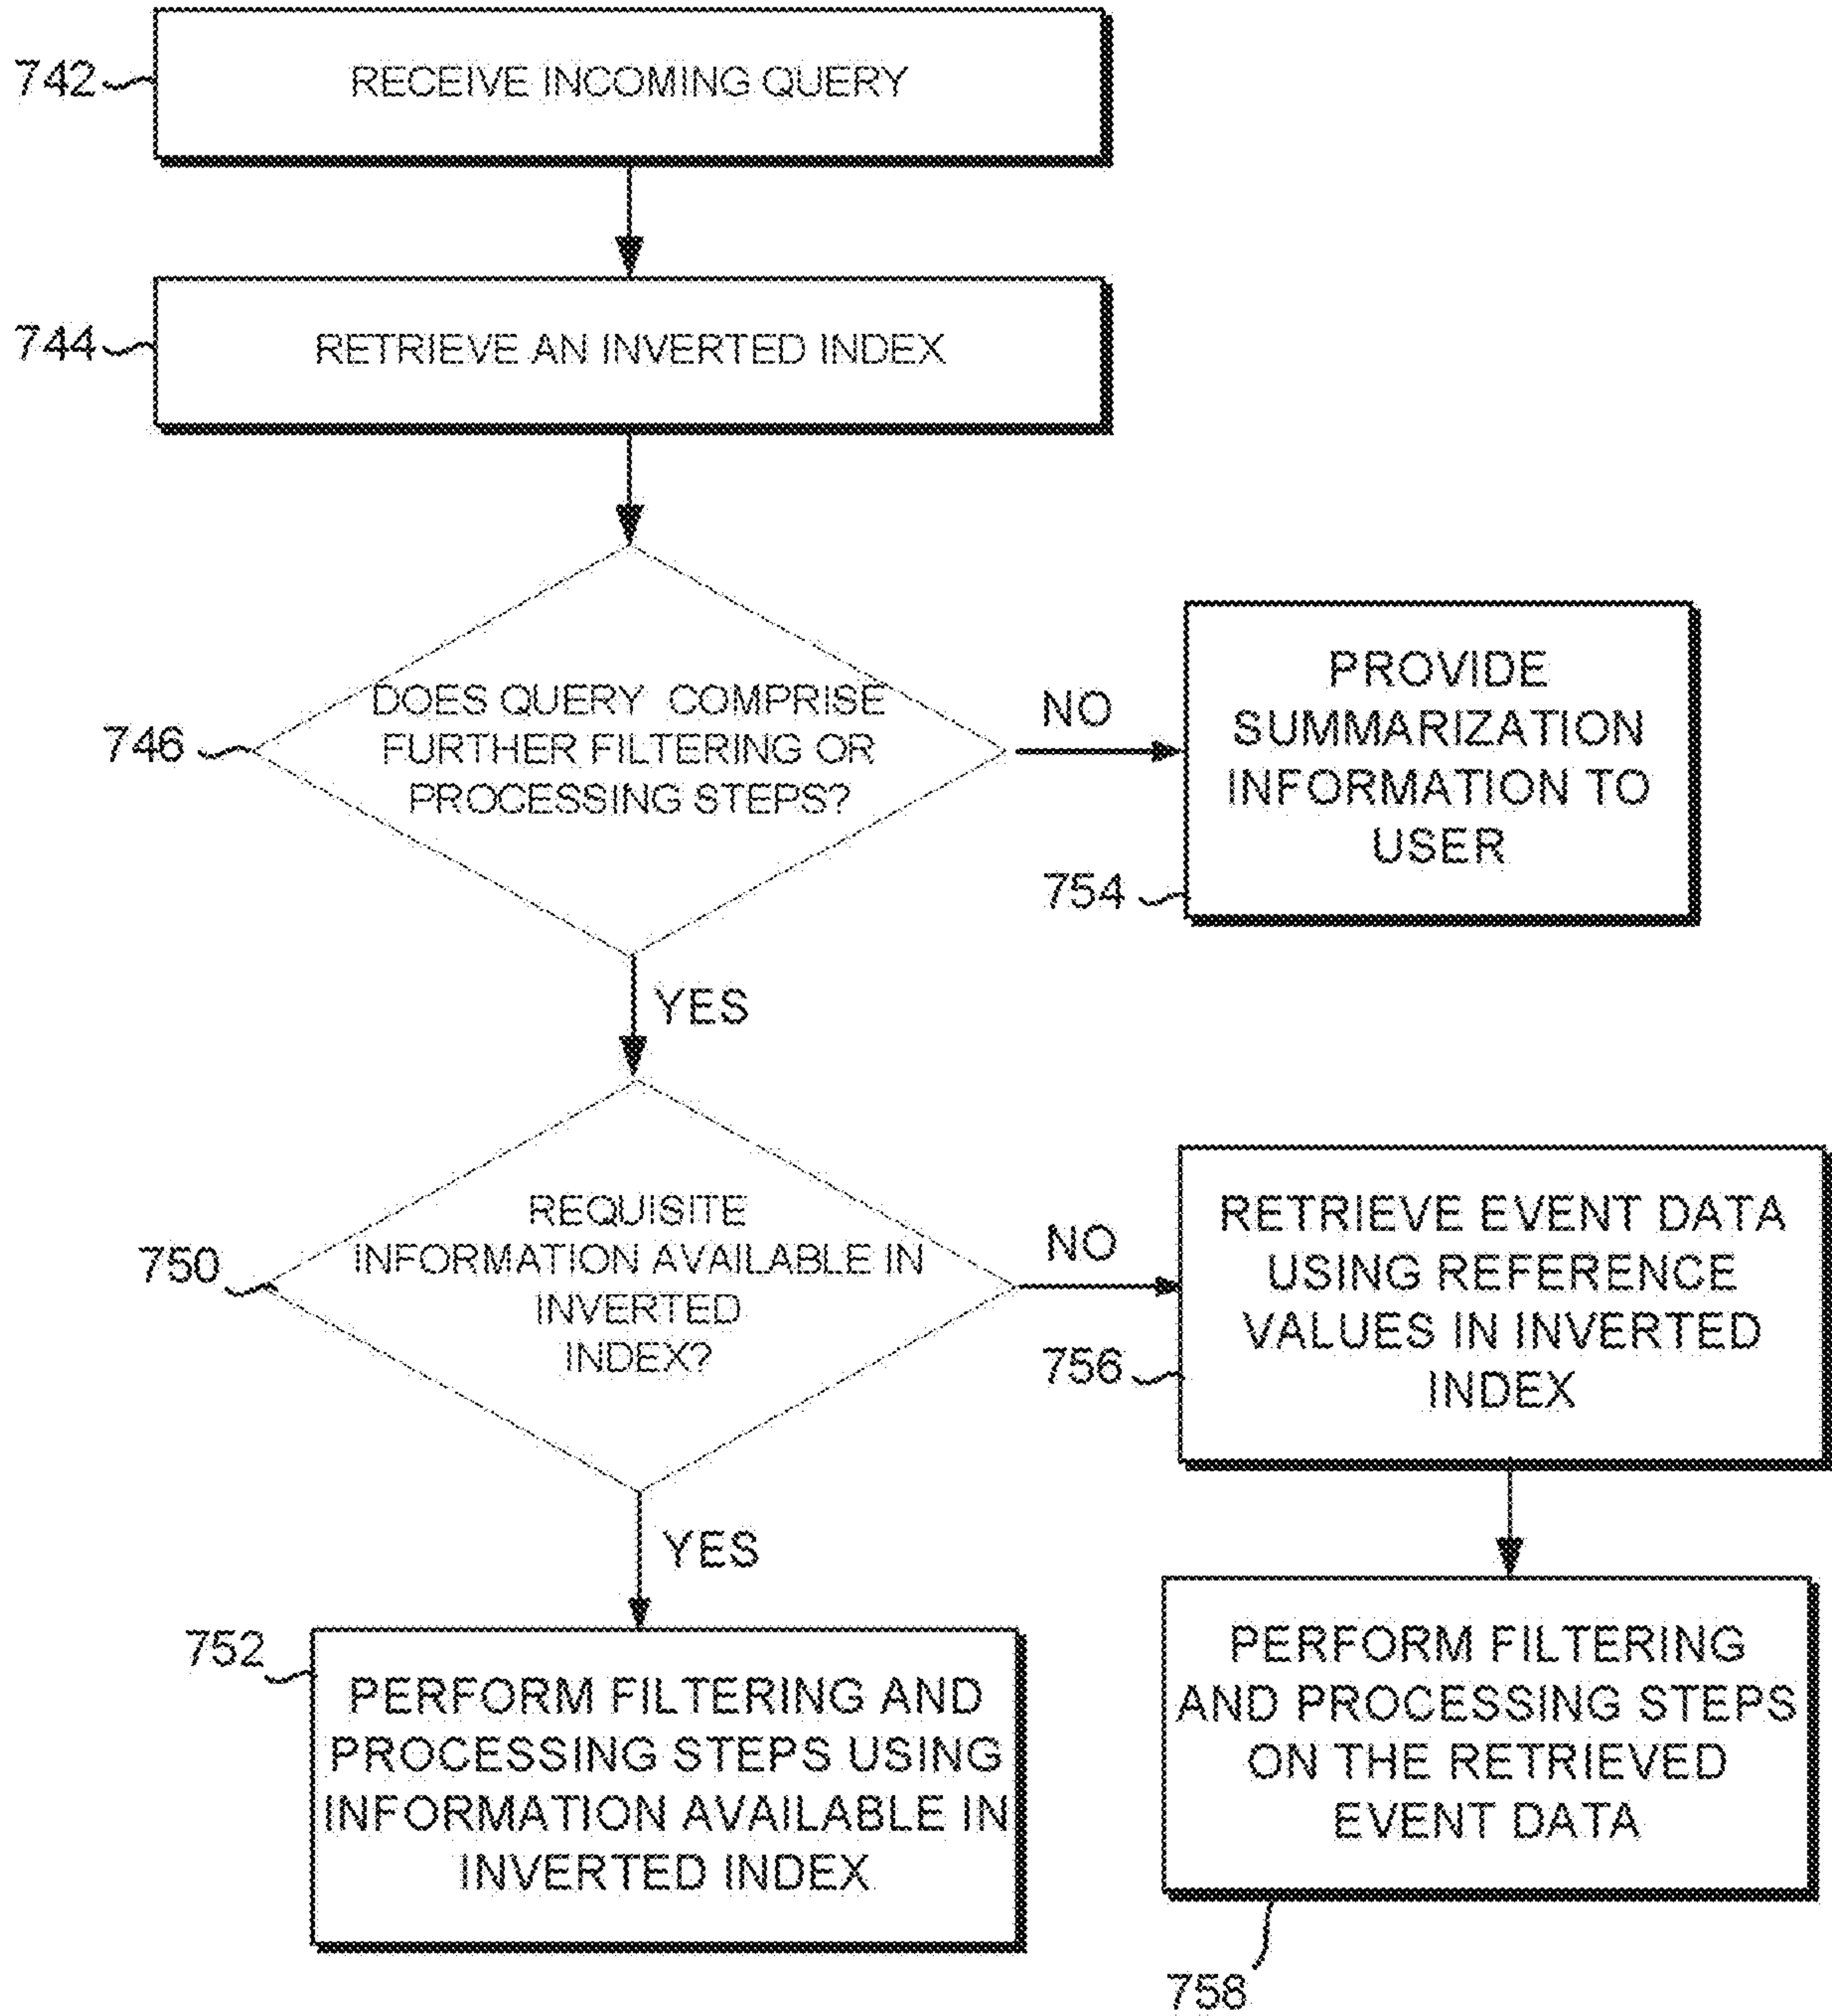 742
RECEIVE INCOMING QUERY
744
RETRIEVE AN INVERTED INDEX
746
DOES QUERY COMPRISE
FURTHER FILTERING OR
PROCESSING STEPS?
NO
PROVIDE
SUMMARIZATION
INFORMATION TO
USER
754
YES
750
REQUISITE
INFORMATION AVAILABLE IN
INVERTED
INDEX?
NO
RETRIEVE EVENT DATA
USING REFERENCE
VALUES IN INVERTED
INDEX
756
YES
752
PERFORM FILTERING AND
PROCESSING STEPS USING
INFORMATION AVAILABLE IN
INVERTED INDEX
PERFORM FILTERING
AND PROCESSING STEPS
ON THE RETRIEVED
EVENT DATA
758